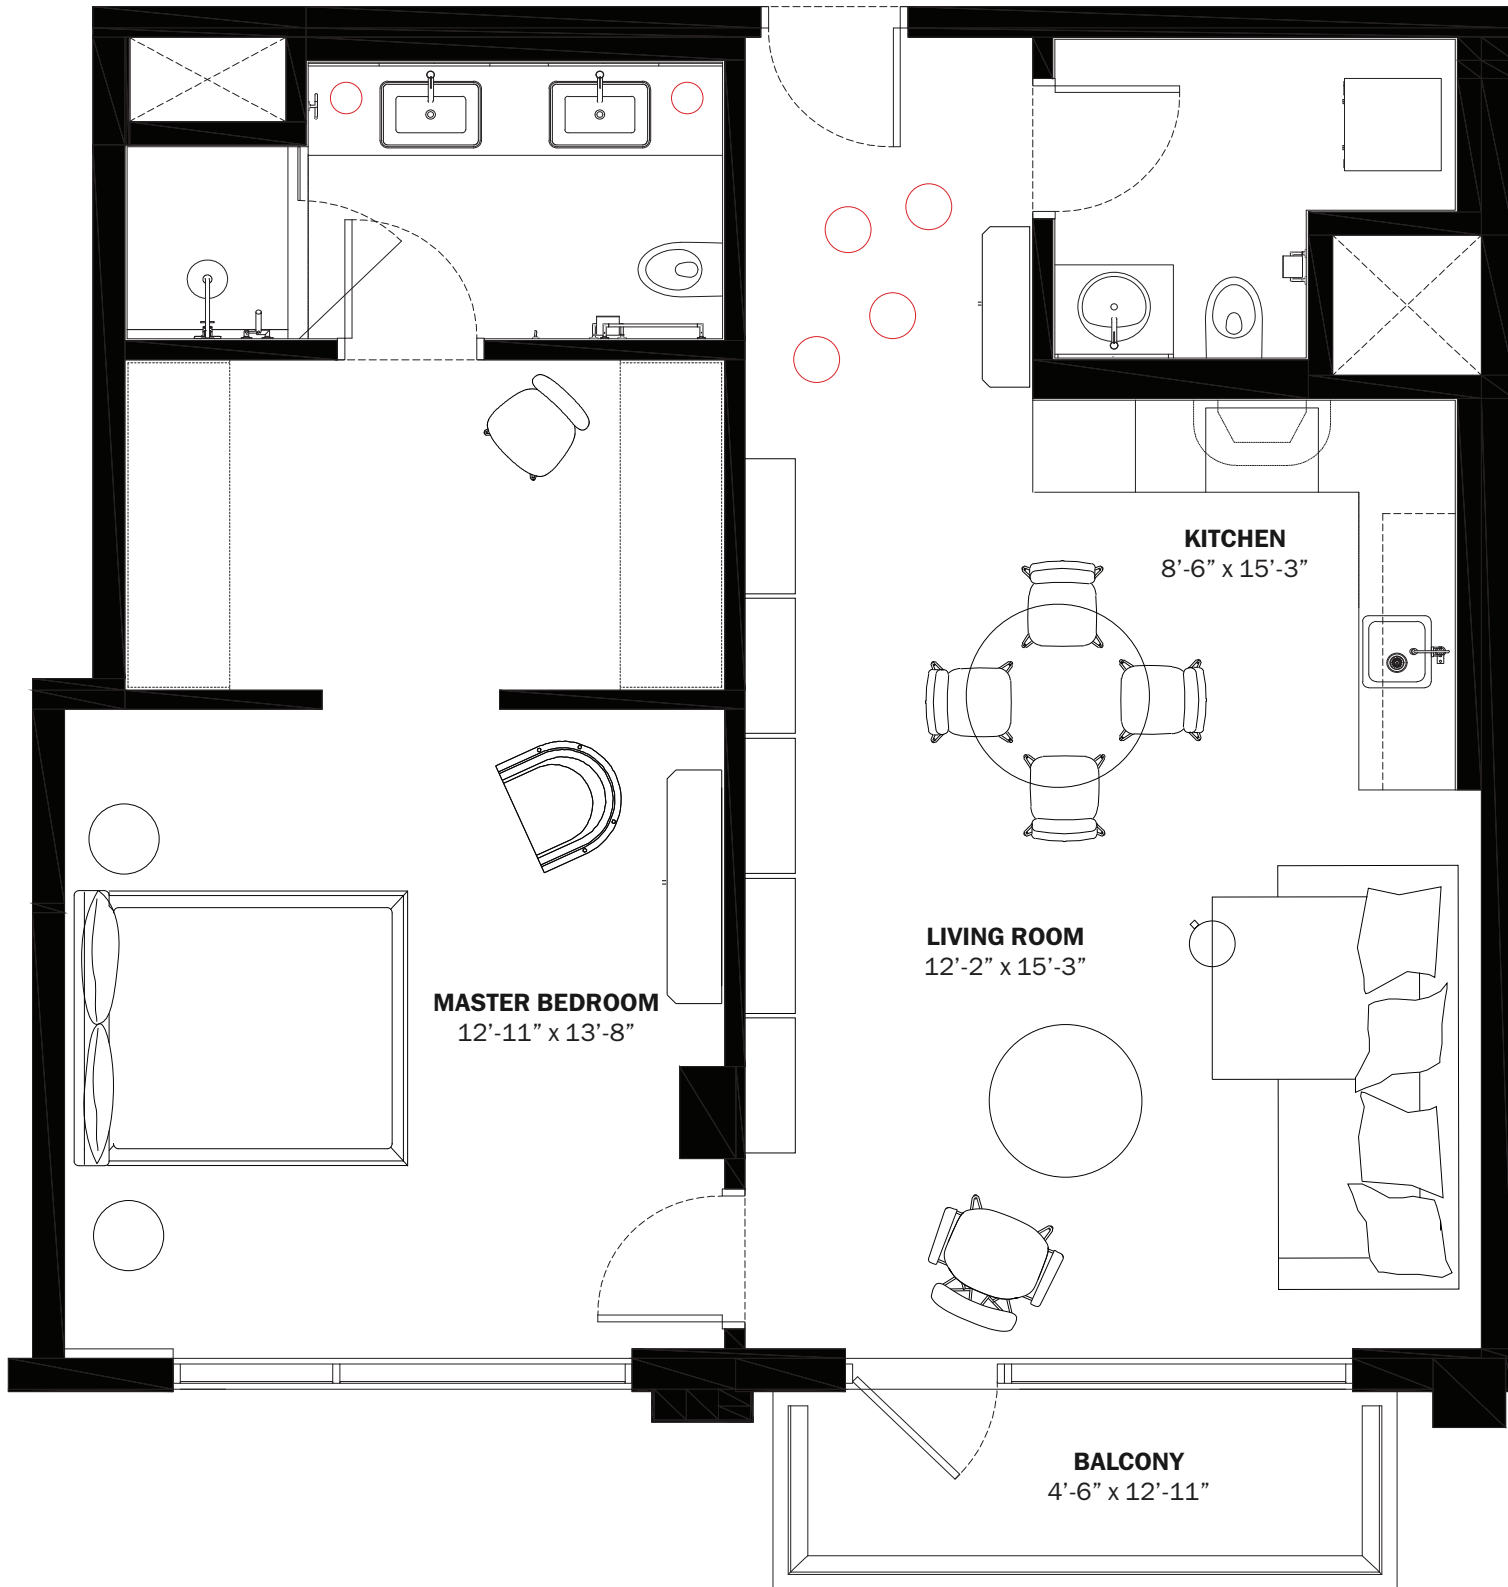 KITCHEN
8’-6” x 15’-3”
LIVING ROOM
12’-2” x 15’-3”
MASTER BEDROOM
12’-11” x 13’-8”
BALCONY
4’-6” x 12’-11”